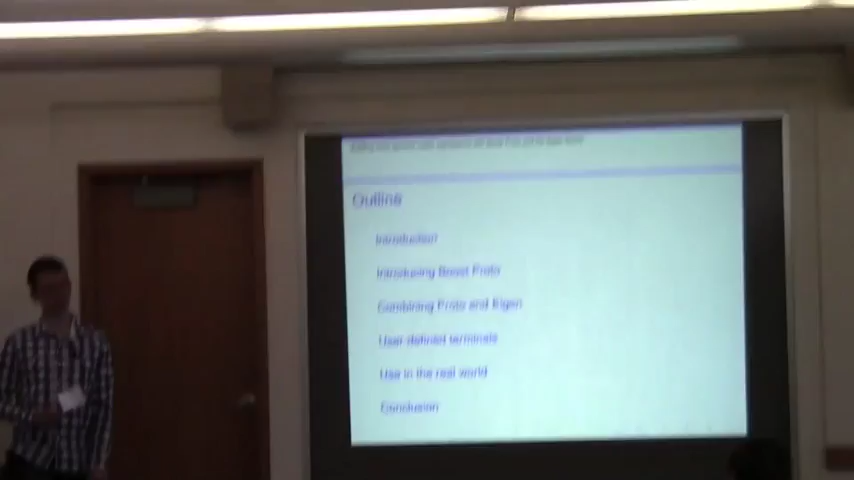 Outline
Introduction
Introducing Boost Proto
Combining Proto and Eigen
User defined terminals
Use in the real world
Conclusion